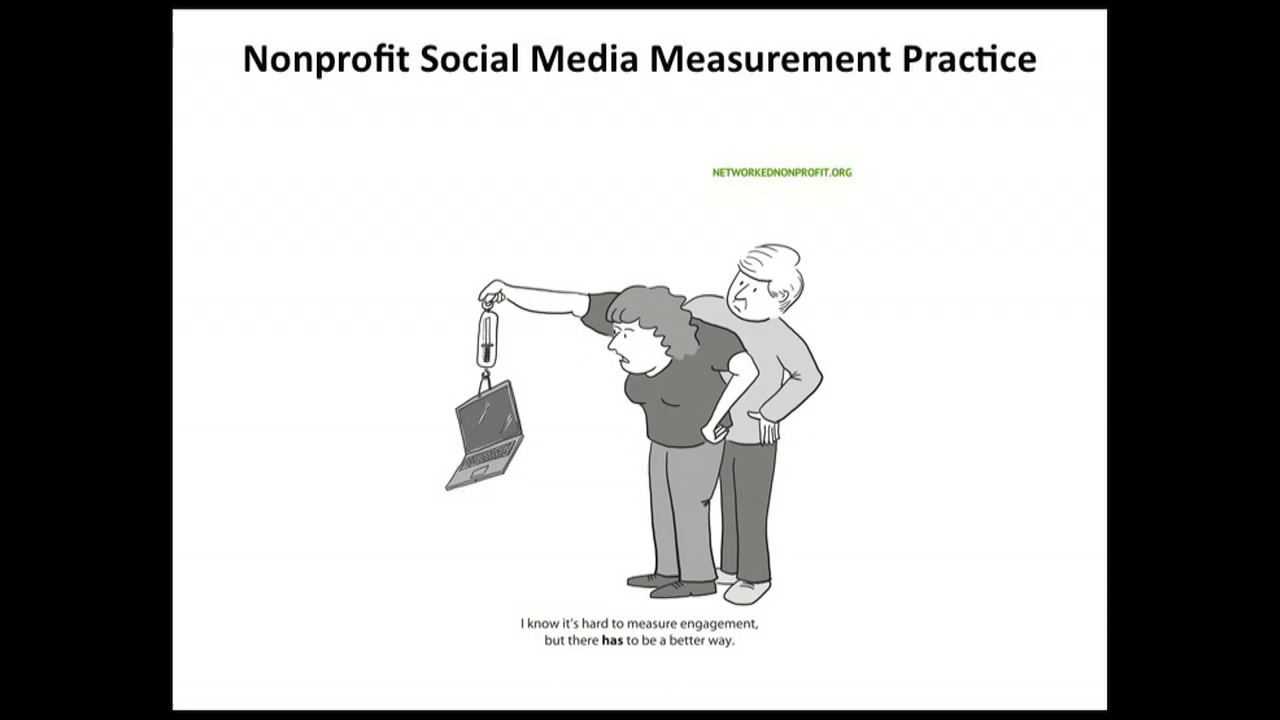 Nonprofit Social Media Measurement Practice
NETWORKEDNONPROFIT.ORG
I know it's hard to measure engagement,
but there has to be a better way.